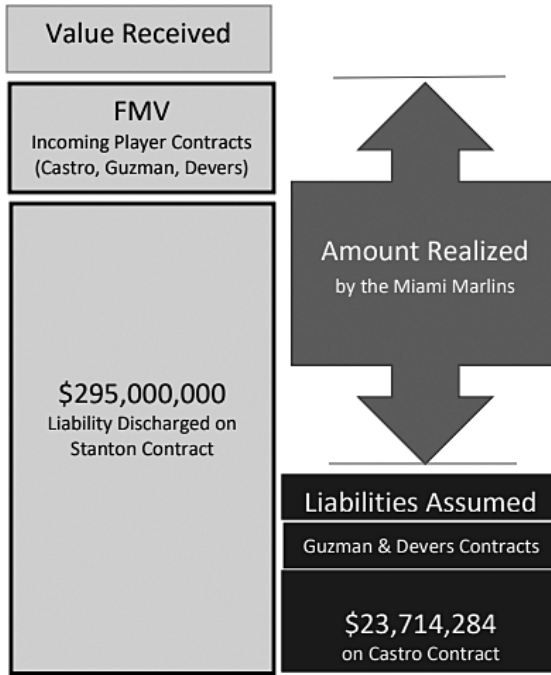 Value Received
FMV
Incoming Player Contracts
(Castro, Guzman, Devers)
$295,000,000
Liability Discharged on
Stanton Contract
Amount Realized
by the Miami Marlins
Liabilities Assumed
Guzman & Devers Contracts
$23,714,284
on Castro Contract